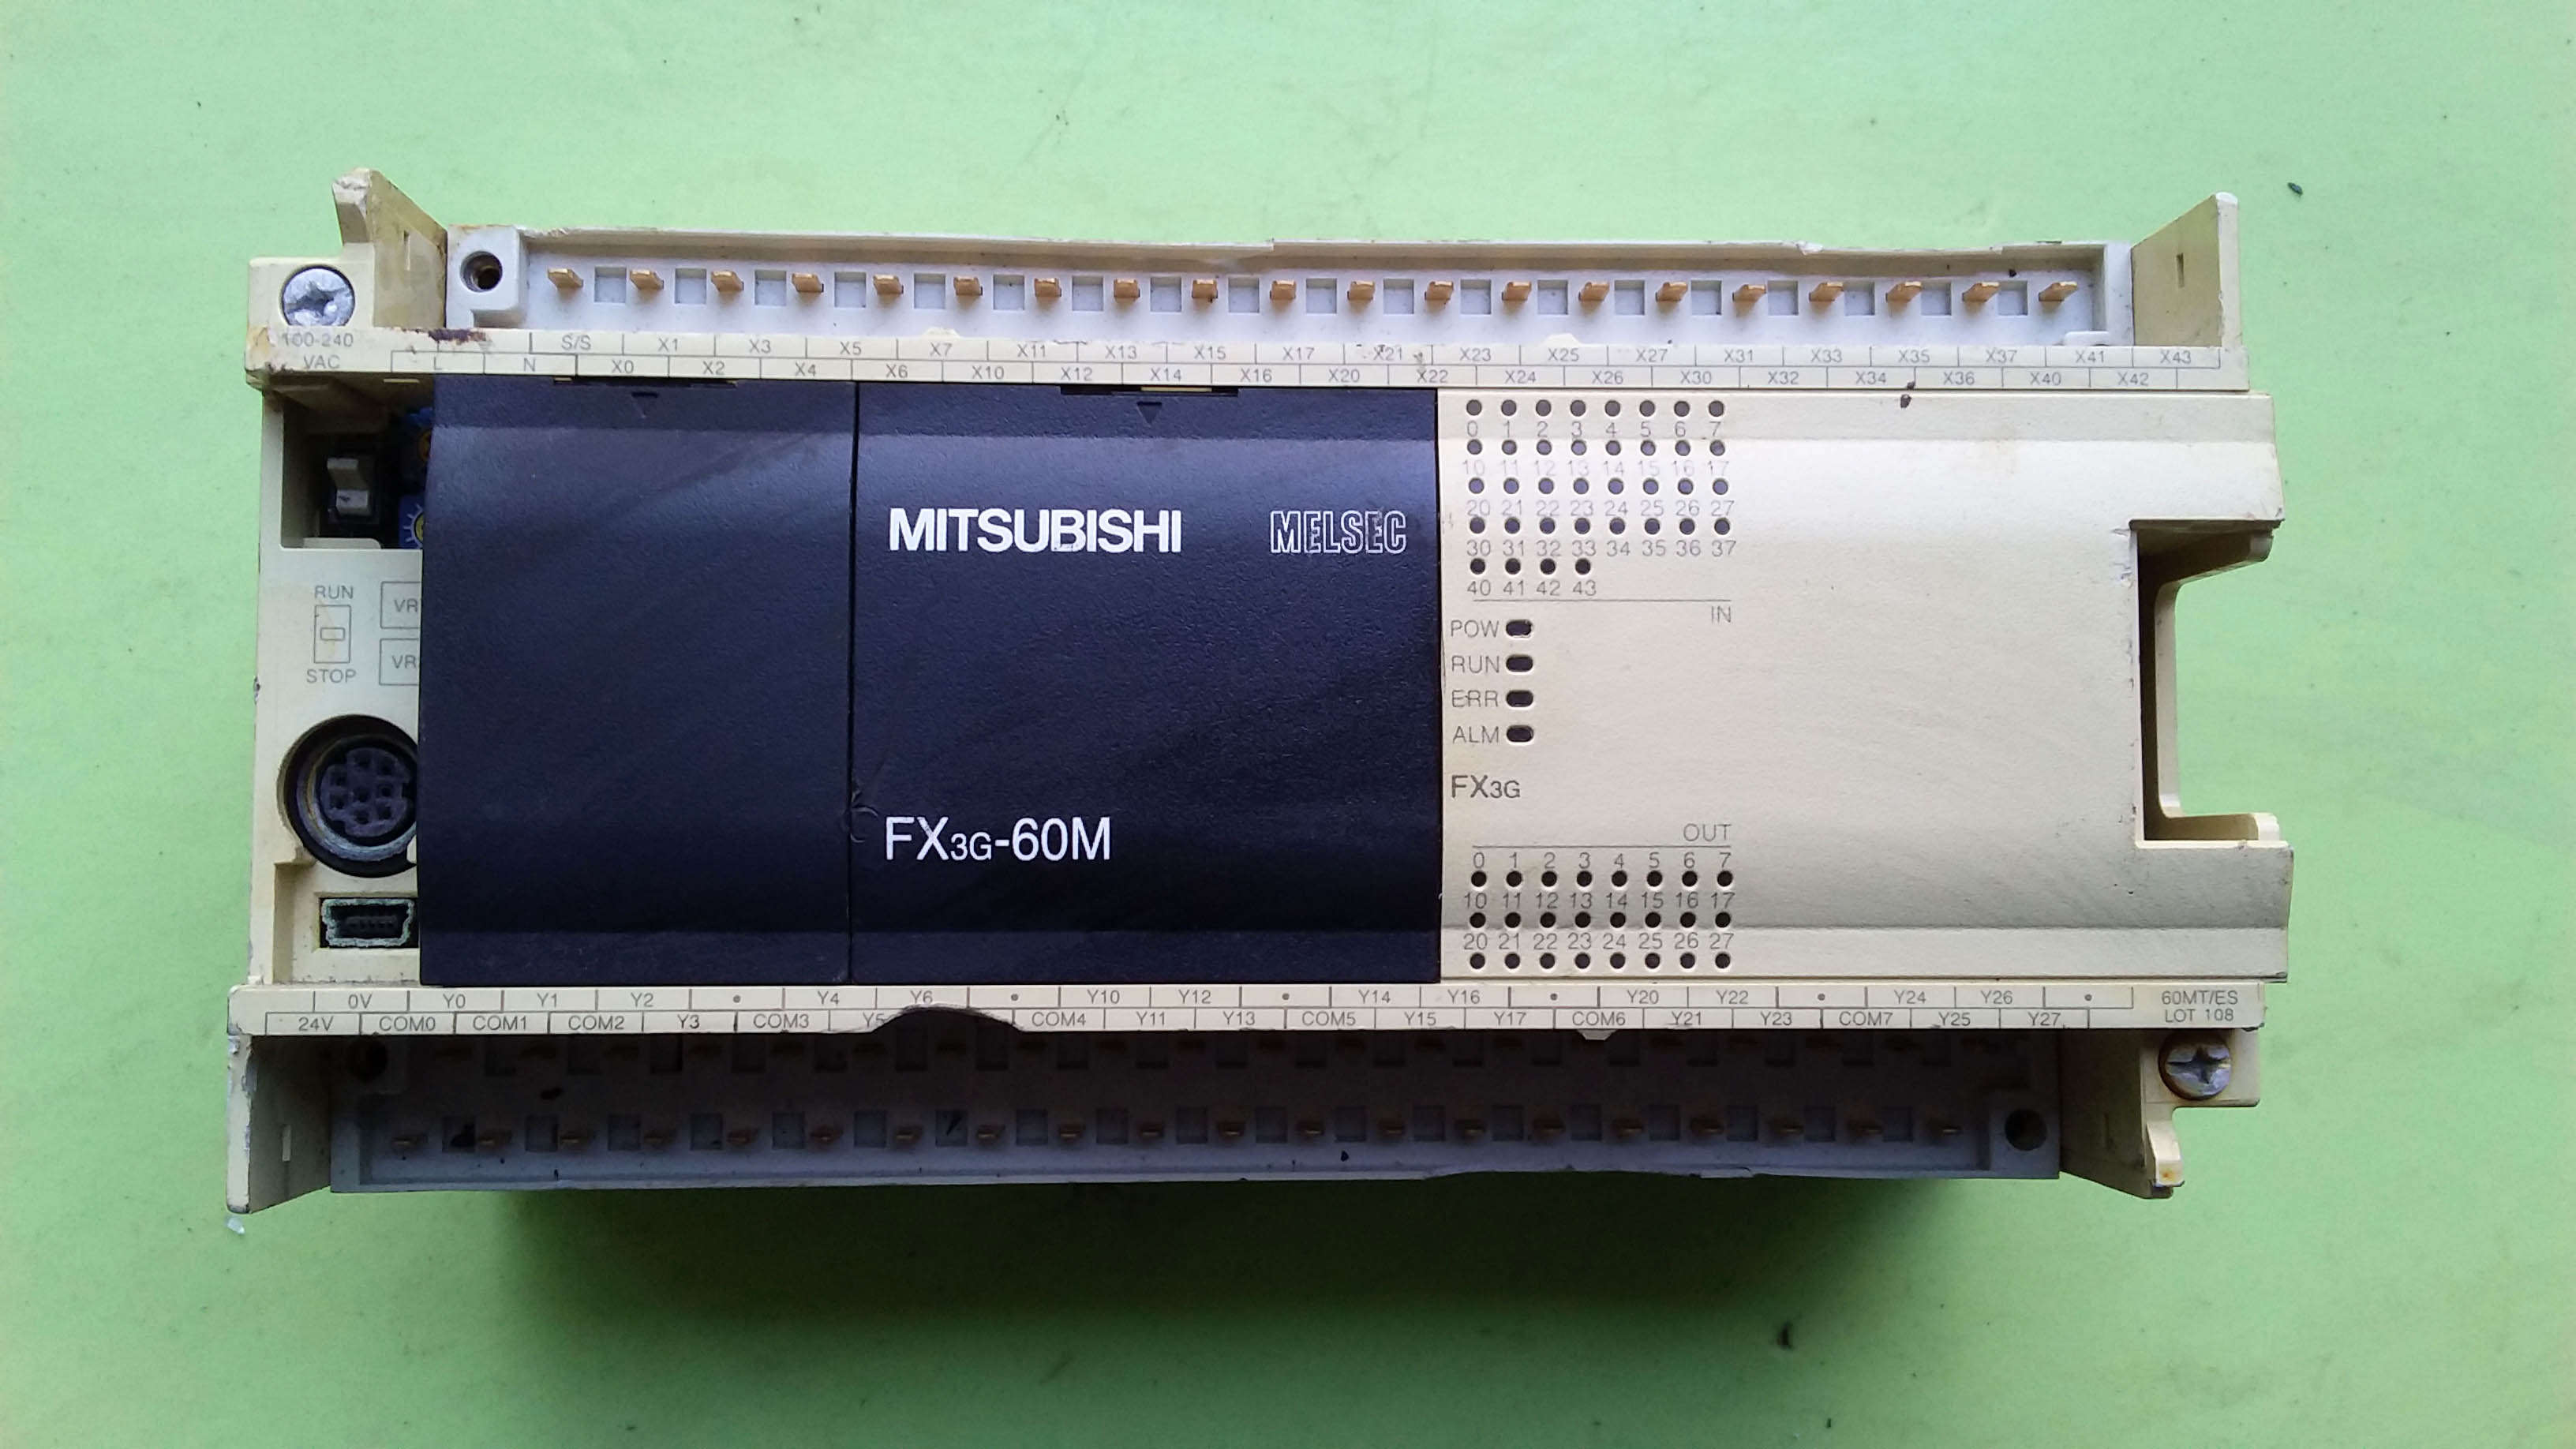 100-240 S/S X1 X3 X5 X7 X11 X13 X15 X17 X21 X23 X25 X27 X31 X33 X35 X37 X41 X43
VAC L N X0 X2 X4 X6 X10 X12 X14 X16 X20 X22 X24 X26 X30 X32 X34 X36 X40 X42
RUN
STOP
VR
VR
MITSUBISHI MELSEC
FX3G-60M
0 1 2 3 4 5 6 7
10 11 12 13 14 15 16 17
20 21 22 23 24 25 26 27
30 31 32 33 34 35 36 37
40 41 42 43
IN
POW
RUN
ERR
ALM
FX3G
OUT
0 1 2 3 4 5 6 7
10 11 12 13 14 15 16 17
20 21 22 23 24 25 26 27
0V Y0 Y1 Y2 • Y4 Y6 • Y10 Y12 • Y14 Y16 • Y20 Y22 • Y24 Y26 • 60MT/ES
24V COM0 COM1 COM2 Y3 COM3 Y5 COM4 Y11 Y13 COM5 Y15 Y17 COM6 Y21 Y23 COM7 Y25 Y27 LOT 108